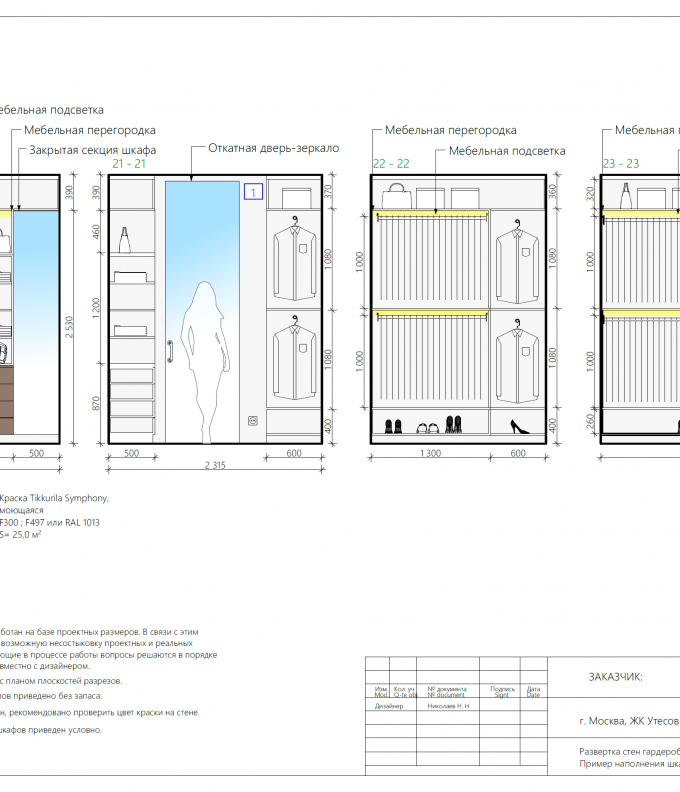 ебельная подсветка
Мебельная перегородка
Закрытая секция шкафа
21 - 21
Откатная дверь-зеркало
1
Мебельная перегородка
Мебельная подсветка
22 - 22
Мебельная п
23 - 23
390
2 530
500
390
460
1 200
870
370
1 080
1 080
400
500
600
2 315
1 000
1 000
360
1 080
1 080
400
1 300
600
320
1 000
1 000
260
Краска Tikkurila Symphony,
моющаяся
F300 ; F497 или RAL 1013
S= 25,0 м²
ботан на базе проектных размеров. В связи с этим
возможную несостыковку проектных и реальных
ющие в процессе работы вопросы решаются в порядке
вместно с дизайнером.
с планом плоскостей разрезов.
лов приведено без запаса.
н, рекомендовано проверить цвет краски на стене.
шкафов приведен условно.
Изм. Кол. уч № документа Подпись Дата
Mod. Q-te obj. № document Signt Date
Дизайнер Николаев Н. Н.
ЗАКАЗЧИК:
г. Москва, ЖК Утесов
Развертка стен гардероб
Пример наполнения шка